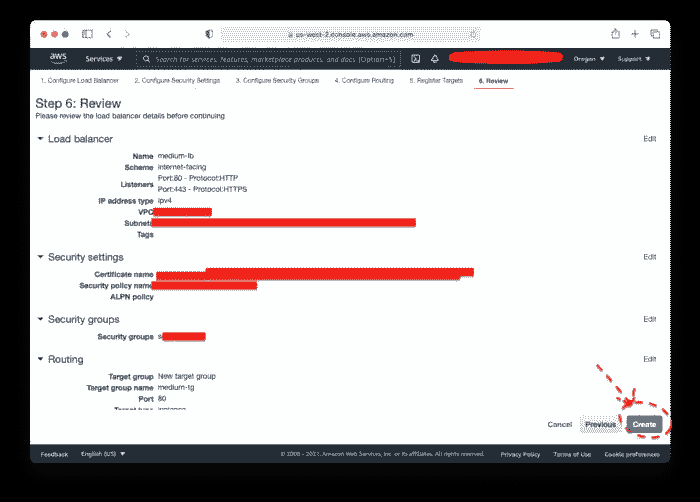 us-west-2.console.aws.amazon.com
aws Services Search for services, features, marketplace products, and docs [Option+S] Oregon Support
1. Configure Load Balancer 2. Configure Security Settings 3. Configure Security Groups 4. Configure Routing 5. Register Targets 6. Review
Step 6: Review
Please review the load balancer details before continuing
Load balancer Edit
Name medium-lb
Scheme internet-facing
Listeners Port:80 - Protocol:HTTP
Port:443 - Protocol:HTTPS
IP address type ipv4
VPC
Subnets
Tags
Security settings Edit
Certificate name
Security policy name
ALPN policy
Security groups Edit
Security groups s
Routing Edit
Target group New target group
Target group name medium-tg
Port 80
Target type instance
Cancel Previous Create
Feedback English (US) © 2008 - 2021, Amazon Web Services, Inc. or its affiliates. All rights reserved. Privacy Policy Terms of Use Cookie preferences